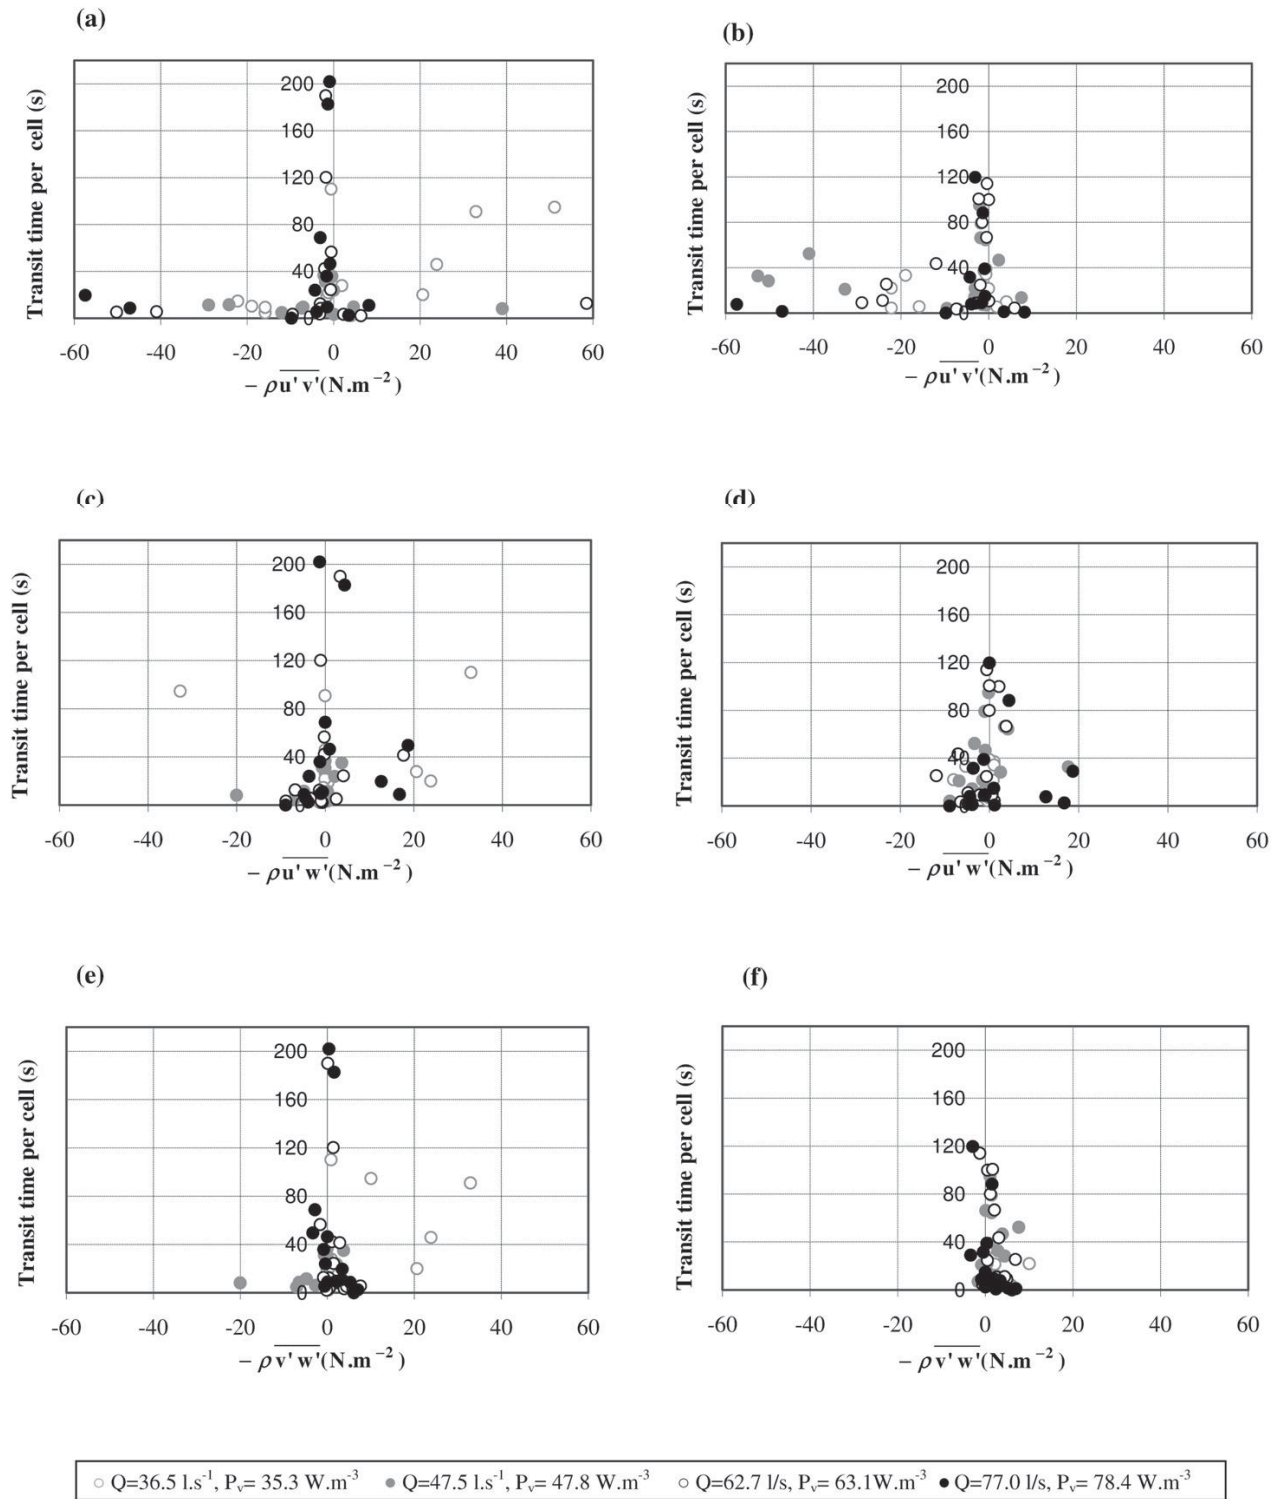 (a)
Transit time per cell (s)
200
160
120
80
40
0
-60 -40 -20 0 20 40 60
− ρu'v'(N.m⁻²)
(b)
Transit time per cell (s)
200
160
120
80
40
0
-60 -40 -20 0 20 40 60
− ρu'v'(N.m⁻²)
(c)
Transit time per cell (s)
200
160
120
80
40
0
-60 -40 -20 0 20 40 60
− ρu'w'(N.m⁻²)
(d)
Transit time per cell (s)
200
160
120
80
40
0
-60 -40 -20 0 20 40 60
− ρu'w'(N.m⁻²)
(e)
Transit time per cell (s)
200
160
120
80
40
0
-60 -40 -20 0 20 40 60
− ρv'w'(N.m⁻²)
(f)
Transit time per cell (s)
200
160
120
80
40
0
-60 -40 -20 0 20 40 60
− ρv'w'(N.m⁻²)
Q=36.5 l.s⁻¹, Pᵥ= 35.3 W.m⁻³ Q=47.5 l.s⁻¹, Pᵥ= 47.8 W.m⁻³ Q=62.7 l/s, Pᵥ= 63.1W.m⁻³ Q=77.0 l/s, Pᵥ= 78.4 W.m⁻³